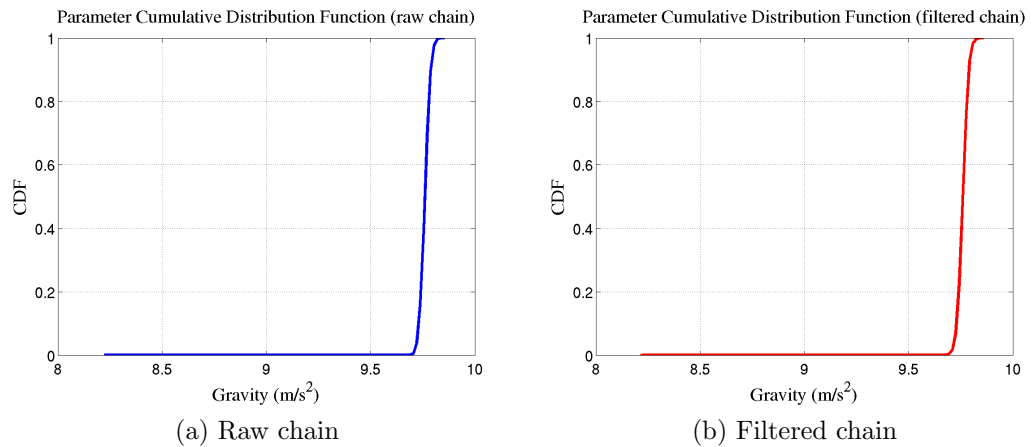 Parameter Cumulative Distribution Function (raw chain)
1
0.8
0.6
0.4
0.2
0
CDF
8
8.5
9
9.5
10
Gravity (m/s²)
(a) Raw chain
Parameter Cumulative Distribution Function (filtered chain)
1
0.8
0.6
0.4
0.2
0
CDF
8
8.5
9
9.5
10
Gravity (m/s²)
(b) Filtered chain